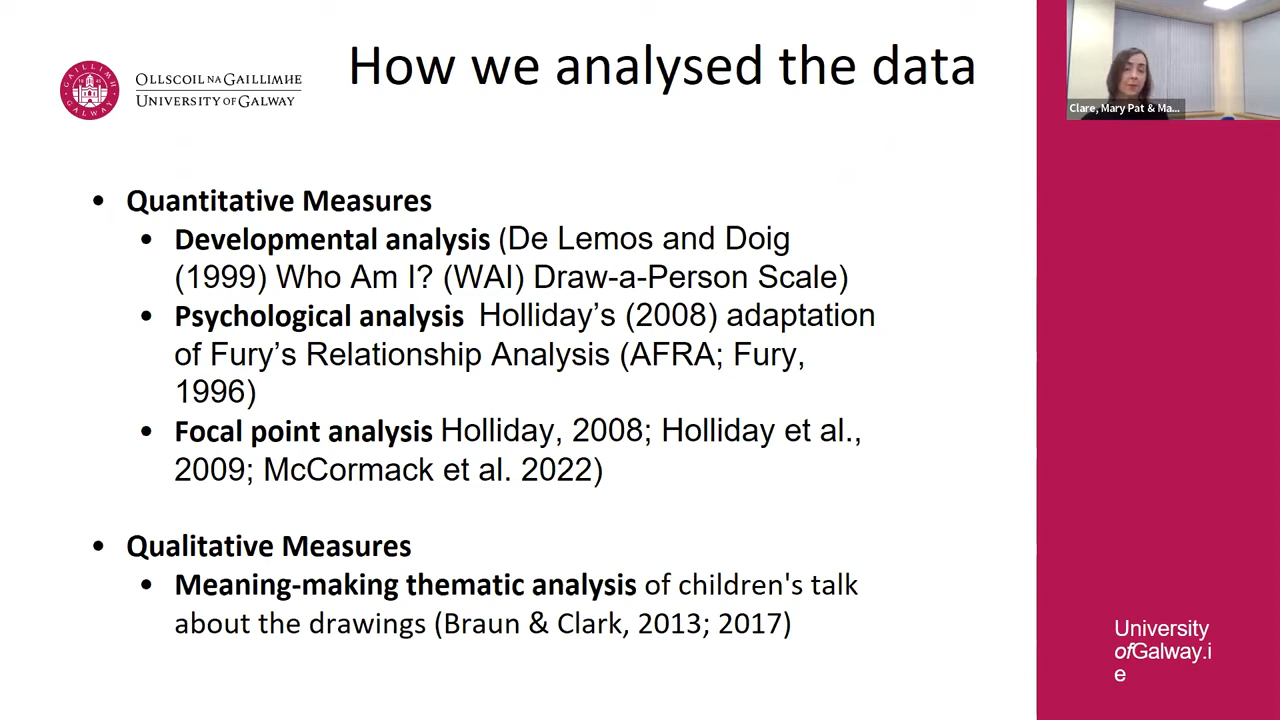 How we analysed the data
OLLSCOIL NA GAILLIMHE
UNIVERSITY OF GALWAY
Clare, Mary Pat & Ma...
• Quantitative Measures
• Developmental analysis (De Lemos and Doig
(1999) Who Am I? (WAI) Draw-a-Person Scale)
• Psychological analysis Holliday’s (2008) adaptation
of Fury’s Relationship Analysis (AFRA; Fury,
1996)
• Focal point analysis Holliday, 2008; Holliday et al.,
2009; McCormack et al. 2022)
• Qualitative Measures
• Meaning-making thematic analysis of children's talk
about the drawings (Braun & Clark, 2013; 2017)
University
ofGalway.i
e